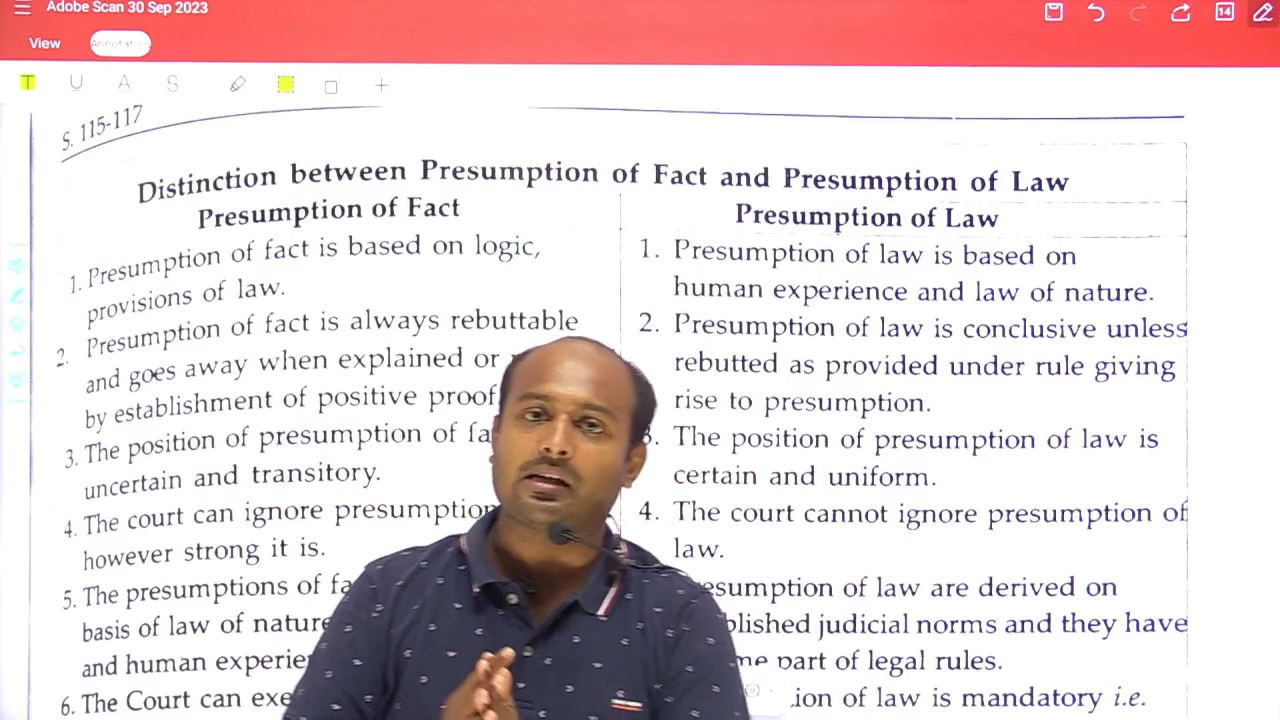 Adobe Scan 30 Sep 2023
14
View
Annotation
T U A S
S. 115-117
Distinction between Presumption of Fact and Presumption of Law
Presumption of Fact
1. Presumption of fact is based on logic,
provisions of law.
2. Presumption of fact is always rebuttable
and goes away when explained or
by establishment of positive proof
3. The position of presumption of
uncertain and transitory.
4. The court can ignore presumption
however strong it is.
5. The presumptions of
basis of law of nature
and human
6. The Court can
Presumption of Law
1. Presumption of law is based on
human experience and law of nature.
2. Presumption of law is conclusive unless
rebutted as provided under rule giving
rise to presumption.
3. The position of presumption of law is
certain and uniform.
4. The court cannot ignore presumption of
law.
of law are derived on
judicial norms and they have
part of legal rules.
of law is mandatory i.e.